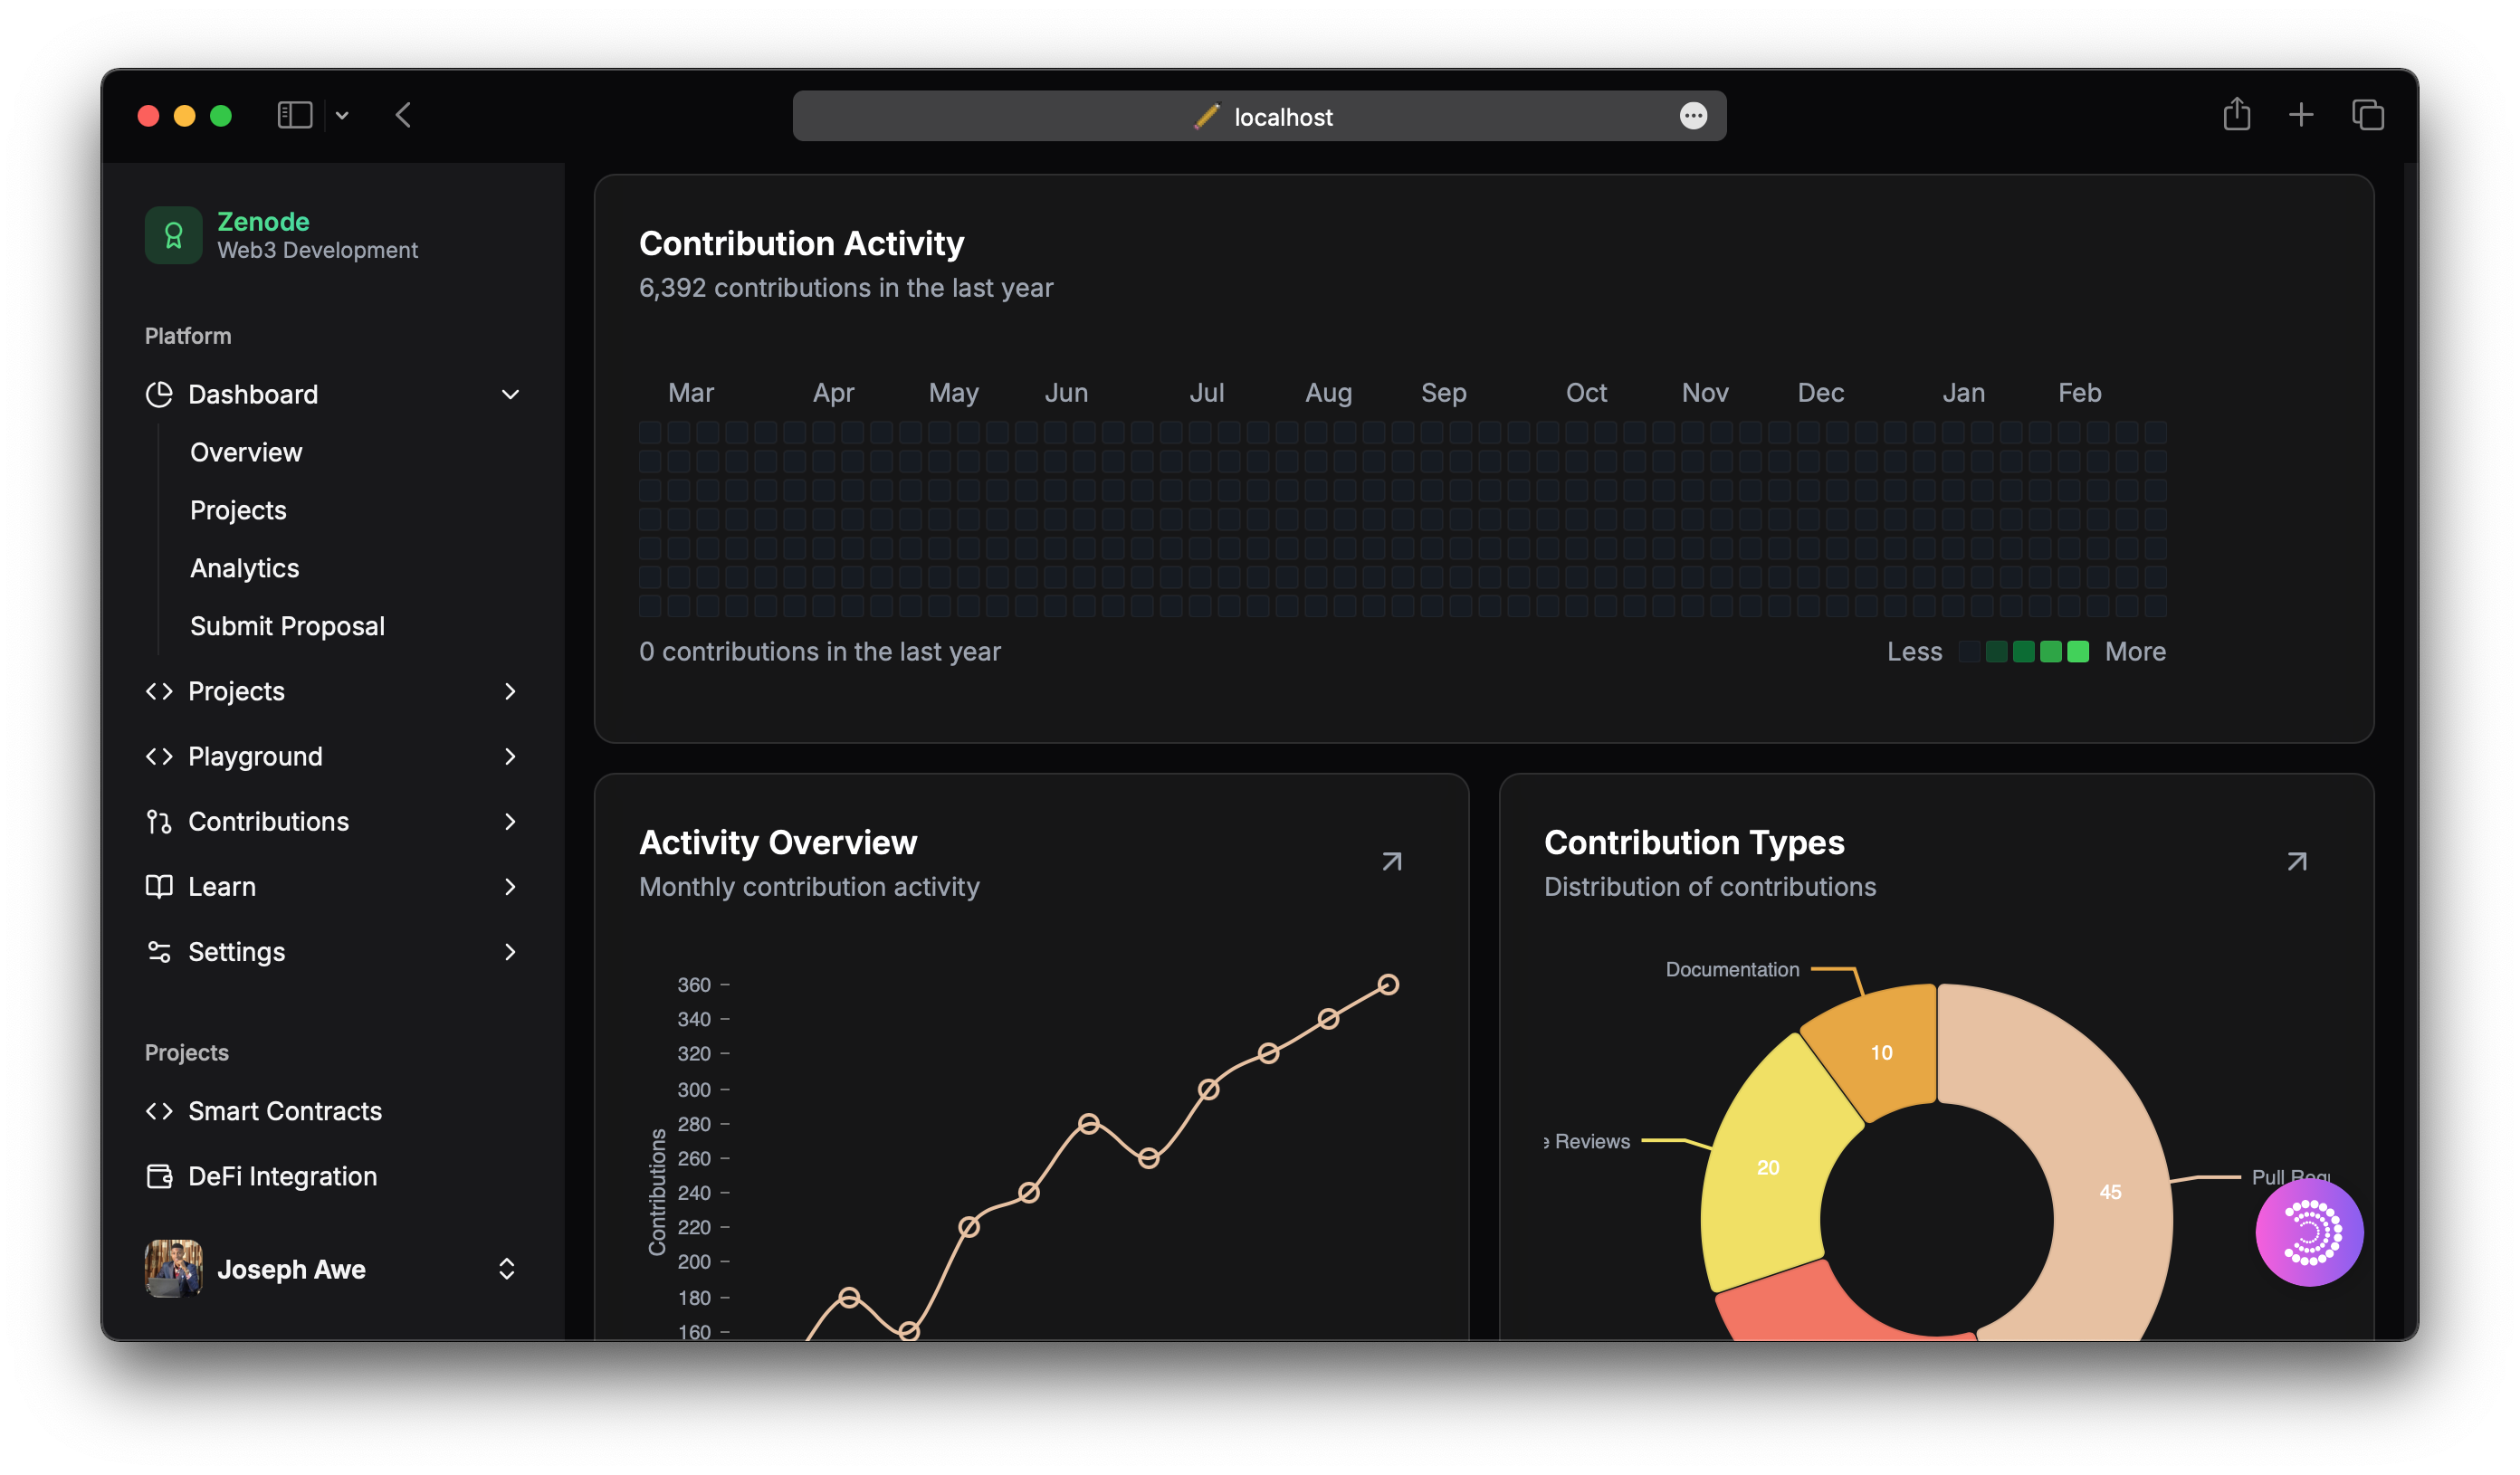 localhost
Zenode
Web3 Development
Platform
Dashboard
Overview
Projects
Analytics
Submit Proposal
Projects
Playground
Contributions
Learn
Settings
Projects
Smart Contracts
DeFi Integration
Joseph Awe
Contribution Activity
6,392 contributions in the last year
Mar Apr May Jun Jul Aug Sep Oct Nov Dec Jan Feb
0 contributions in the last year
Less More
Activity Overview
Monthly contribution activity
Contributions
360
340
320
300
280
260
240
220
200
180
160
Contribution Types
Distribution of contributions
Documentation
10
Reviews
20
45
Pull